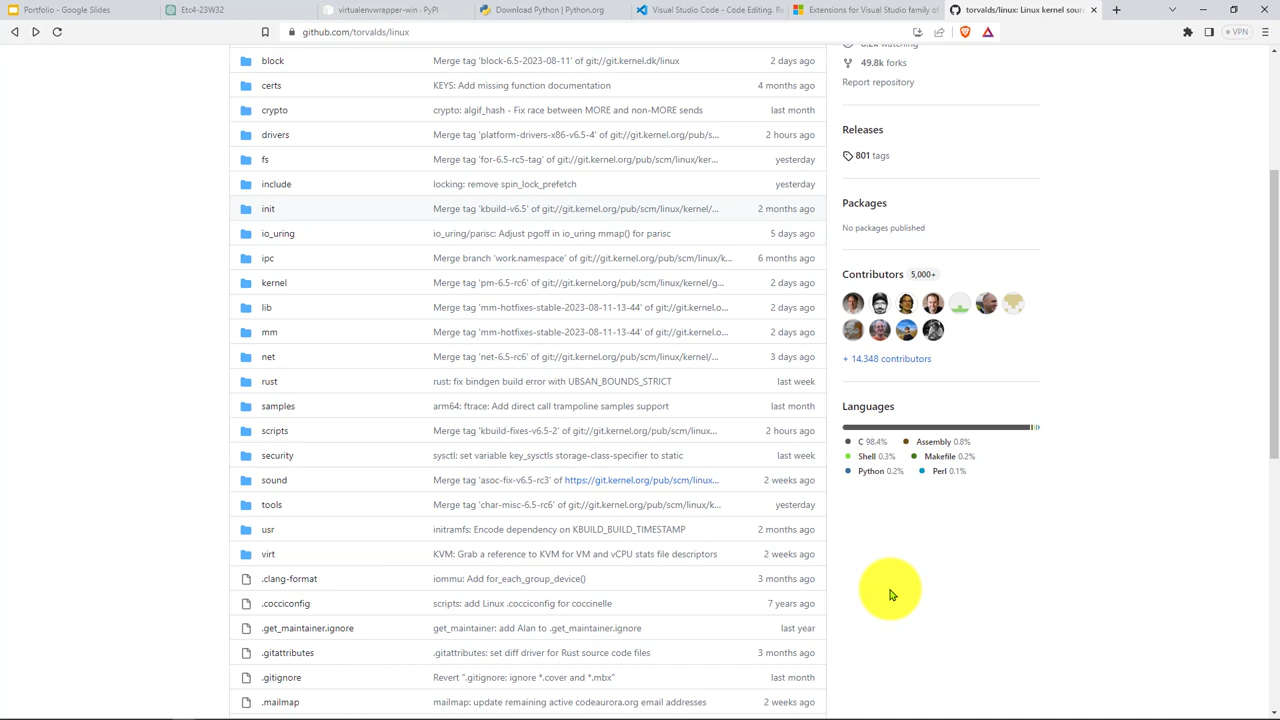 Portfolio - Google Slides
Etc4-23W32
virtualenvwrapper-win · PyPI
Download Python | Python.org
Visual Studio Code - Code Editing. R
Extensions for Visual Studio family of
torvalds/linux: Linux kernel sour
github.com/torvalds/linux
VPN
block Merge tag 'block-6.5-2023-08-11' of git://git.kernel.dk/linux 2 days ago
certs KEYS: Add missing function documentation 4 months ago
crypto crypto: algif_hash - Fix race between MORE and non-MORE sends last month
drivers Merge tag 'platform-drivers-x86-v6.5-4' of git://git.kernel.org/pub/s... 2 hours ago
fs Merge tag 'for-6.5-rc5-tag' of git://git.kernel.org/pub/scm/linux/ker... yesterday
include locking: remove spin_lock_prefetch yesterday
init Merge tag 'kbuild-v6.5' of git://git.kernel.org/pub/scm/linux/kernel/... 2 months ago
io_uring io_uring/parisc: Adjust pgoff in io_uring mmap() for parisc 5 days ago
ipc Merge branch 'work.namespace' of git://git.kernel.org/pub/scm/linux/k... 6 months ago
kernel Merge tag 'pm-6.5-rc6' of git://git.kernel.org/pub/scm/linux/kernel/g... 2 days ago
lib Merge tag 'mm-hotfixes-stable-2023-08-11-13-44' of git://git.kernel.o... 2 days ago
mm Merge tag 'mm-hotfixes-stable-2023-08-11-13-44' of git://git.kernel.o... 2 days ago
net Merge tag 'net-6.5-rc6' of git://git.kernel.org/pub/scm/linux/kernel/... 3 days ago
rust rust: fix bindgen build error with UBSAN_BOUNDS_STRICT last week
samples arm64: ftrace: Add direct call trampoline samples support last month
scripts Merge tag 'kbuild-fixes-v6.5-2' of git://git.kernel.org/pub/scm/linux... 2 hours ago
security sysctl: set variable key_sysctls storage-class-specifier to static last week
sound Merge tag 'asoc-fix-v6.5-rc3' of https://git.kernel.org/pub/scm/linux... 2 weeks ago
tools Merge tag 'char-misc-6.5-rc6' of git://git.kernel.org/pub/scm/linux/k... yesterday
usr initramfs: Encode dependency on KBUILD_BUILD_TIMESTAMP 2 months ago
virt KVM: Grab a reference to KVM for VM and vCPU stats file descriptors 2 weeks ago
.clang-format iommu: Add for_each_group_device() 3 months ago
.cocciconfig scripts: add Linux .cocciconfig for coccinelle 7 years ago
.get_maintainer.ignore get_maintainer: add Alan to .get_maintainer.ignore last year
.gitattributes .gitattributes: set diff driver for Rust source code files 3 months ago
.gitignore Revert ".gitignore: ignore *.cover and *.mbx" last month
.mailmap mailmap: update remaining active codeaurora.org email addresses 2 weeks ago
49.8k forks
Report repository
Releases
801 tags
Packages
No packages published
Contributors 5,000+
+ 14,348 contributors
Languages
C 98.4% Assembly 0.8%
Shell 0.3% Makefile 0.2%
Python 0.2% Perl 0.1%